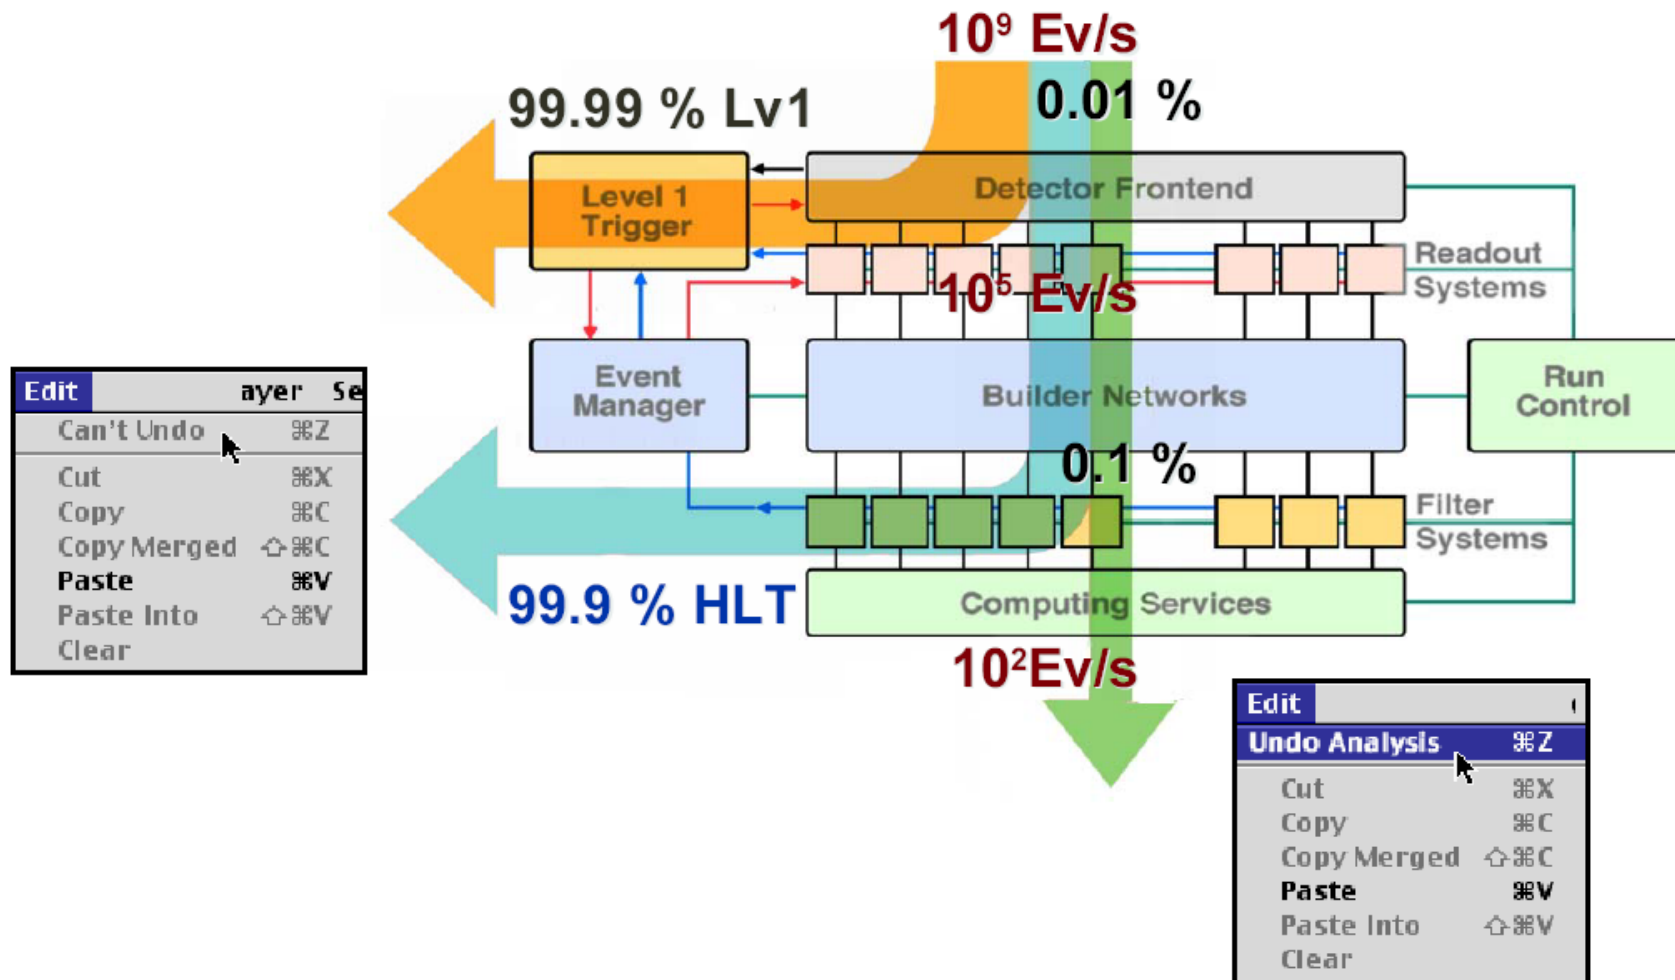 10⁹ Ev/s
99.99 % Lv1
0.01 %
Detector Frontend
Level 1
Trigger
Readout
Systems
10⁵ Ev/s
Event
Manager
Builder Networks
Run
Control
0.1 %
Filter
Systems
99.9 % HLT
Computing Services
10²Ev/s
Edit ayer Se
Can't Undo ⌘Z
Cut ⌘X
Copy ⌘C
Copy Merged ⇧⌘C
Paste ⌘V
Paste Into ⇧⌘V
Clear
Edit
Undo Analysis ⌘Z
Cut ⌘X
Copy ⌘C
Copy Merged ⇧⌘C
Paste ⌘V
Paste Into ⇧⌘V
Clear